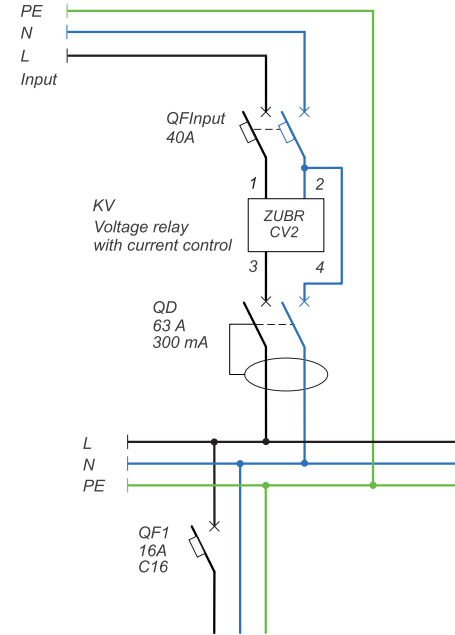 PE
N
L
Input
QFInput
40A
1
2
KV
Voltage relay
with current control
ZUBR
CV2
3
4
QD
63 A
300 mA
L
N
PE
QF1
16A
C16